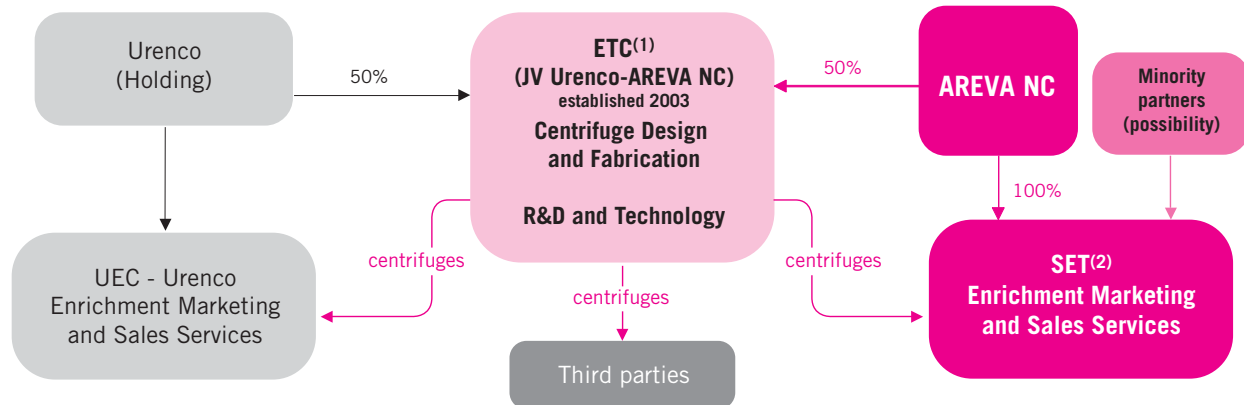 Urenco
(Holding)
50%
ETC(1)
(JV Urenco-AREVA NC)
established 2003
Centrifuge Design
and Fabrication
R&D and Technology
50%
AREVA NC
Minority
partners
(possibility)
100%
UEC - Urenco
Enrichment Marketing
and Sales Services
centrifuges
centrifuges
centrifuges
SET(2)
Enrichment Marketing
and Sales Services
Third parties